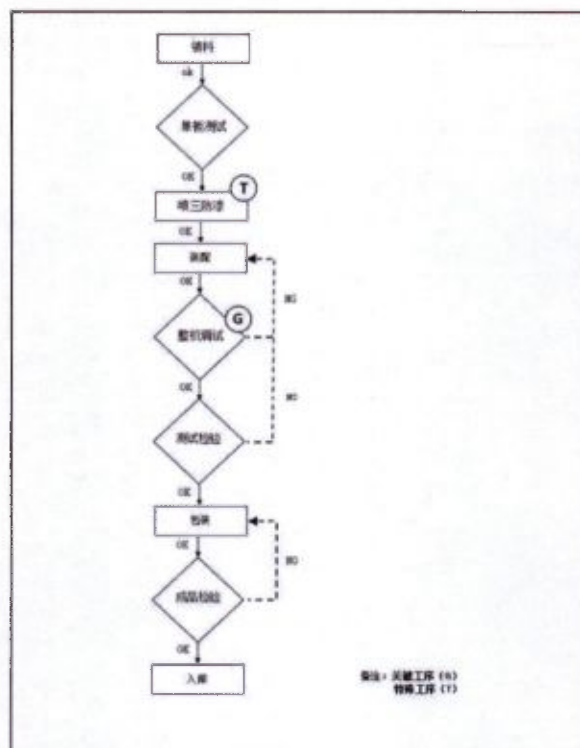 领料
ok
单板测试
OK
T
喷三防漆
OK
装配
OK
NG
G
整机调试
OK
NG
测试检验
OK
包装
OK
NG
成品检验
OK
入库
备注：关键工序（G）
特殊工序（T）